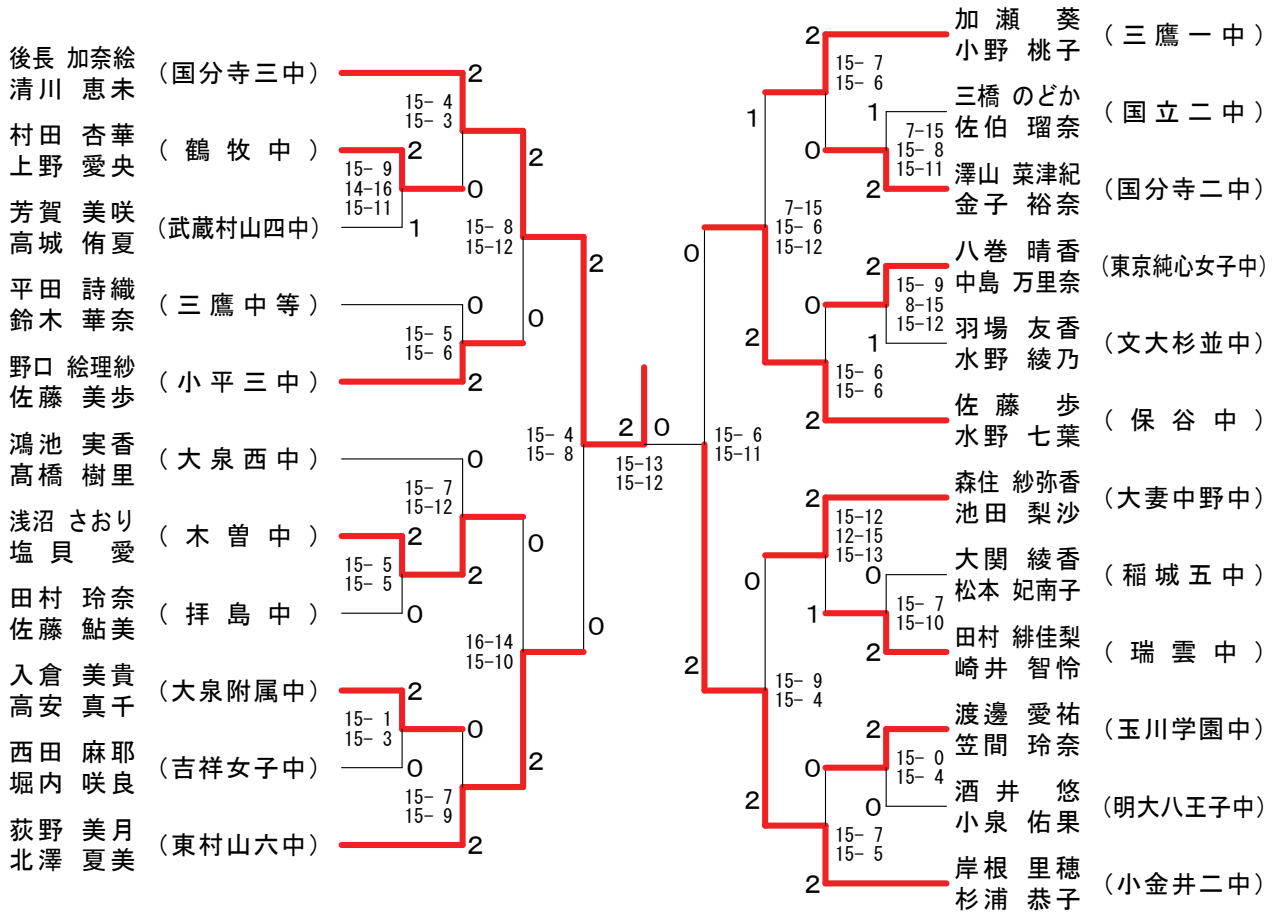 後長 加奈絵
清川 恵未
(国分寺三中)
2
15- 4
15- 3
村田 杏華
上野 愛央
(鶴牧中)
2
15- 9
14-16
15-11
0
芳賀 美咲
高城 侑夏
(武蔵村山四中)
1
2
15- 8
15-12
平田 詩織
鈴木 華奈
(三鷹中等)
0
15- 5
15- 6
0
野口 絵理紗
佐藤 美歩
(小平三中)
2
2
15- 4
15- 8
鴻池 実香
髙橋 樹里
(大泉西中)
0
15- 7
15-12
浅沼 さおり
塩貝 愛
(木曽中)
2
15- 5
15- 5
2
田村 玲奈
佐藤 鮎美
(拝島中)
0
0
16-14
15-10
0
入倉 美貴
高安 真千
(大泉附属中)
2
15- 1
15- 3
0
西田 麻耶
堀内 咲良
(吉祥女子中)
0
15- 7
15- 9
2
荻野 美月
北澤 夏美
(東村山六中)
2
2 0
15-13
15-12
加瀬 葵
小野 桃子
(三鷹一中)
2
15- 7
15- 6
三橋 のどか
佐伯 瑠奈
(国立二中)
1
7-15
15- 8
15-11
0
澤山 菜津紀
金子 裕奈
(国分寺二中)
2
1
7-15
15- 6
15-12
0
八巻 晴香
中島 万里奈
(東京純心女子中)
2
15- 9
8-15
15-12
0
羽場 友香
水野 綾乃
(文大杉並中)
1
2
15- 6
15- 6
佐藤 歩
水野 七葉
(保谷中)
2
15- 6
15-11
森住 紗弥香
池田 梨沙
(大妻中野中)
2
15-12
12-15
15-13
大関 綾香
松本 妃南子
(稲城五中)
0
15- 7
15-10
0
1
田村 緋佳梨
崎井 智怜
(瑞雲中)
2
2
15- 9
15- 4
渡邊 愛祐
笠間 玲奈
(玉川学園中)
2
15- 0
15- 4
0
酒井 悠
小泉 佑果
(明大八王子中)
0
2
15- 7
15- 5
岸根 里穂
杉浦 恭子
(小金井二中)
2